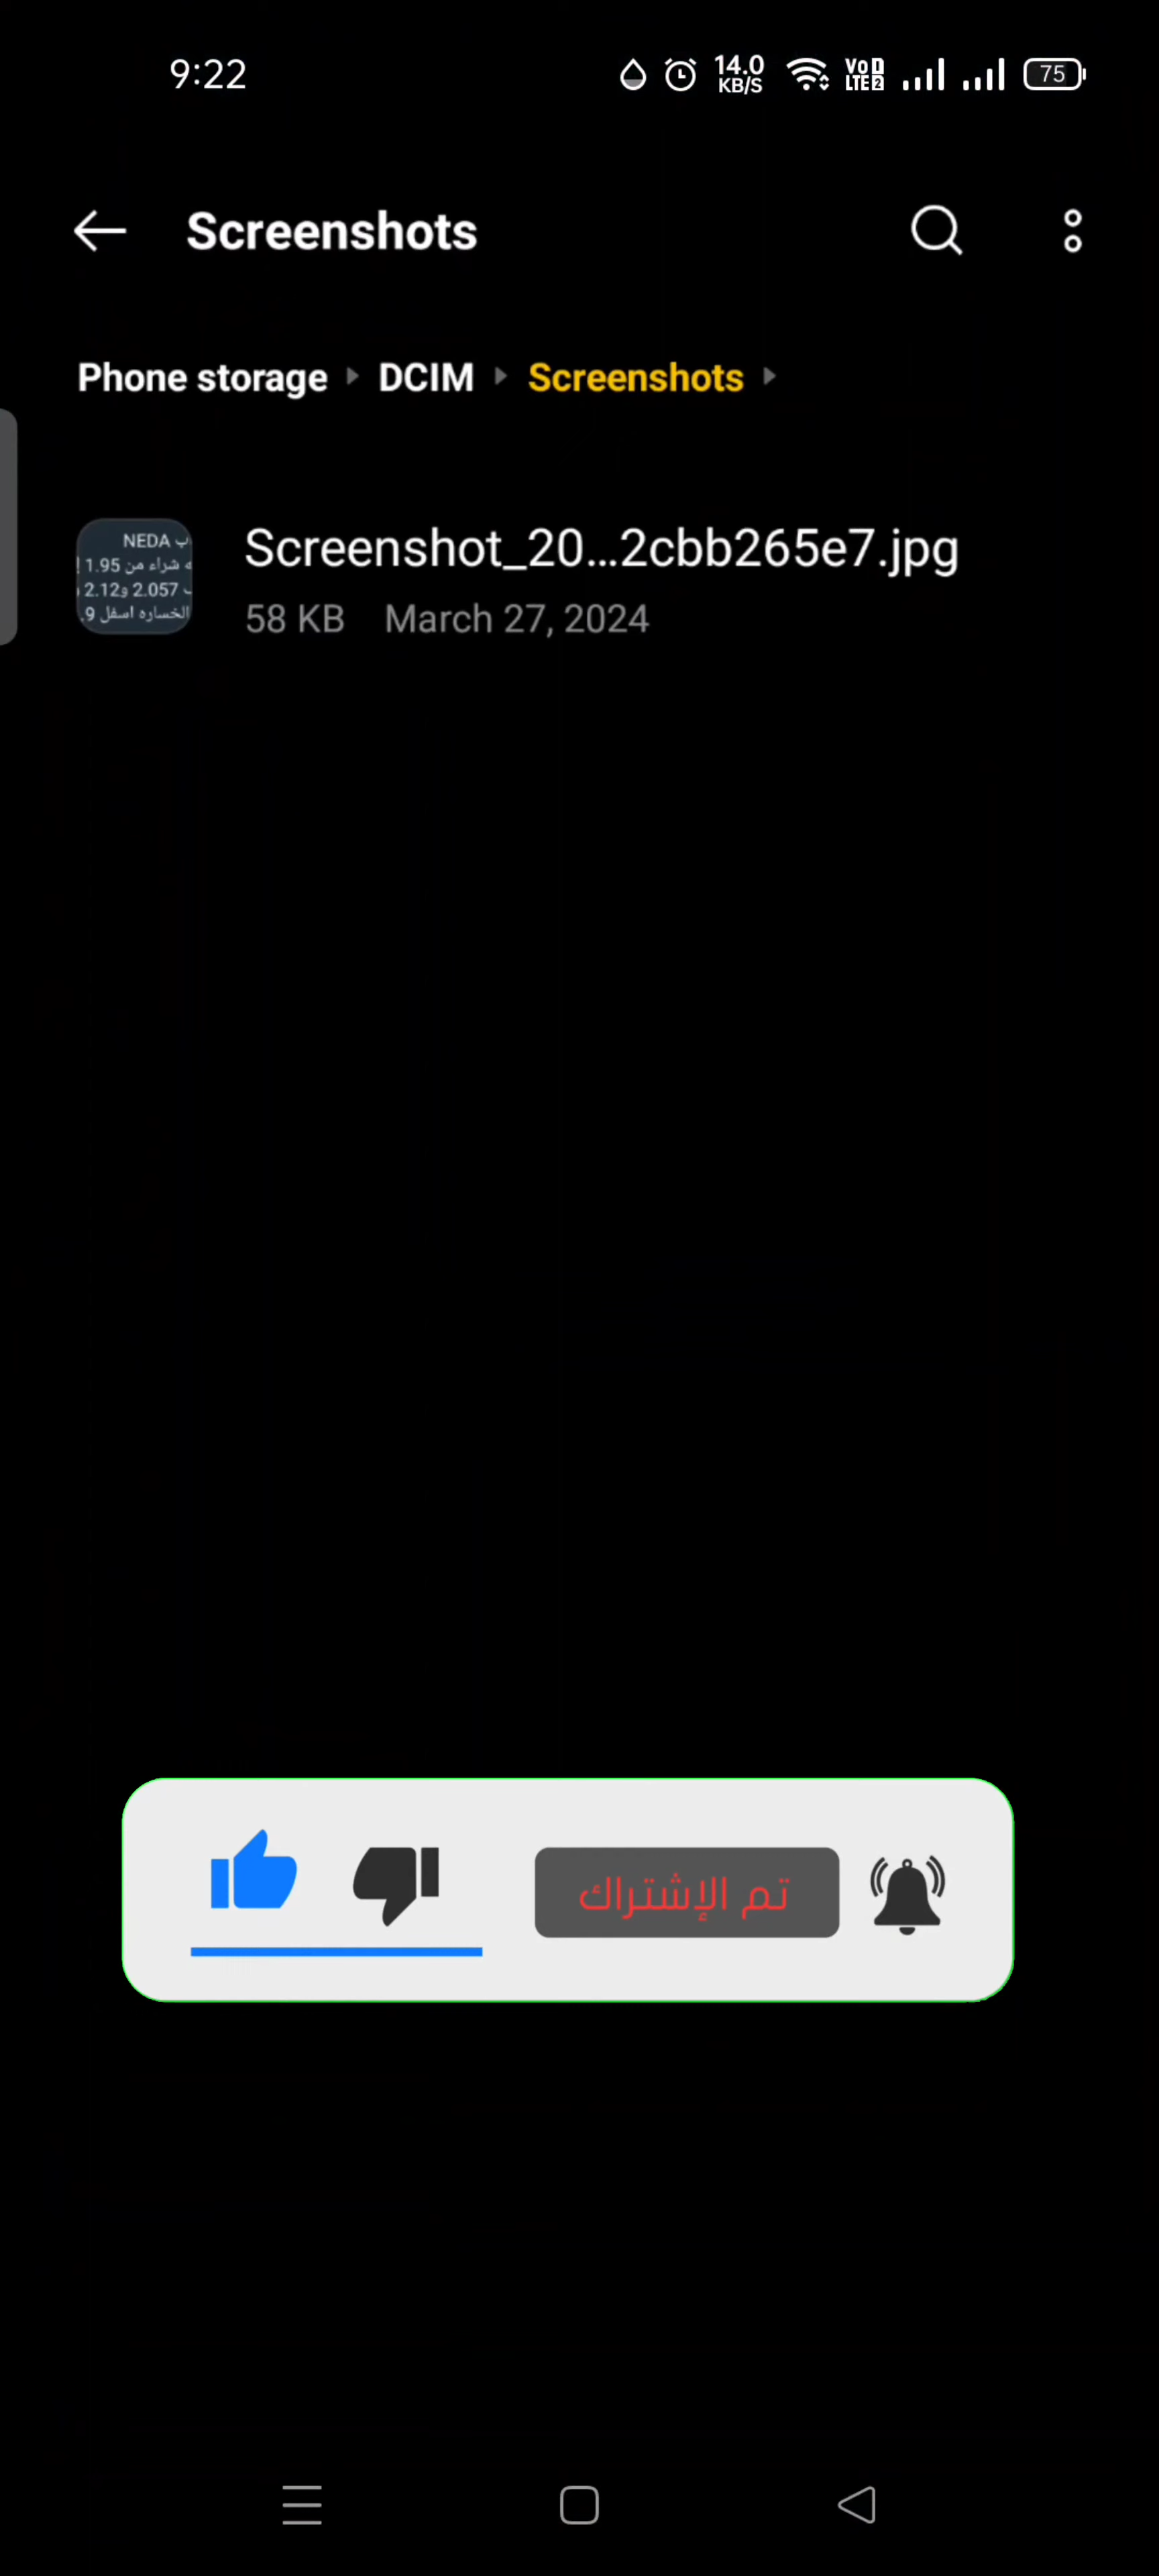 9:22
14.0 KB/S
VoD LTE2
75
Screenshots
Phone storage DCIM Screenshots
NEDA
شراء من 1.95
2.057 و2.12
الخساره اسفل 9.
Screenshot_20...2cbb265e7.jpg
58 KB March 27, 2024
تم الإشتراك